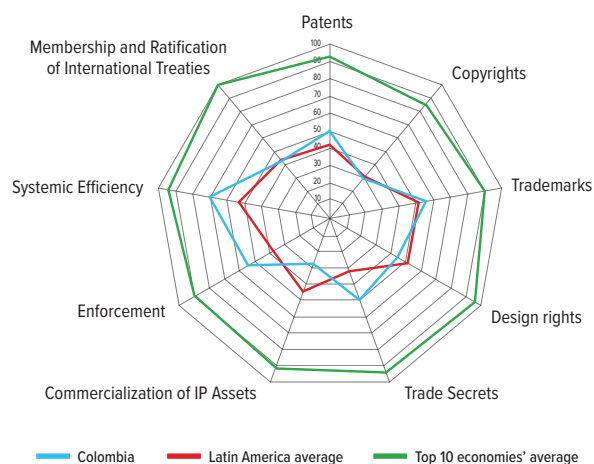 Patents
Membership and Ratification
of International Treaties
Copyrights
100
90
80
70
60
50
40
30
20
10
Systemic Efficiency
Trademarks
Enforcement
Design rights
Commercialization of IP Assets
Trade Secrets
Colombia
Latin America average
Top 10 economies’ average